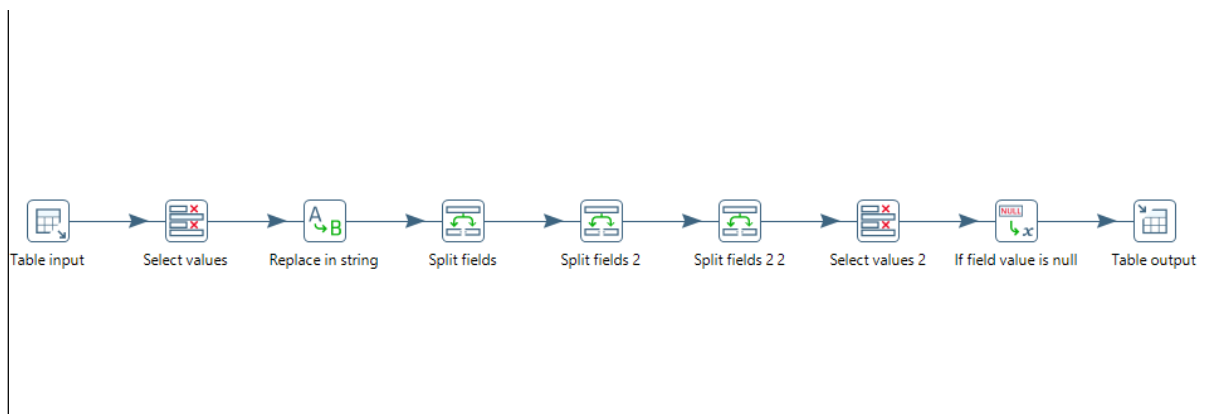 A
B
NULL
x
Table input
Select values
Replace in string
Split fields
Split fields 2
Split fields 2 2
Select values 2
If field value is null
Table output